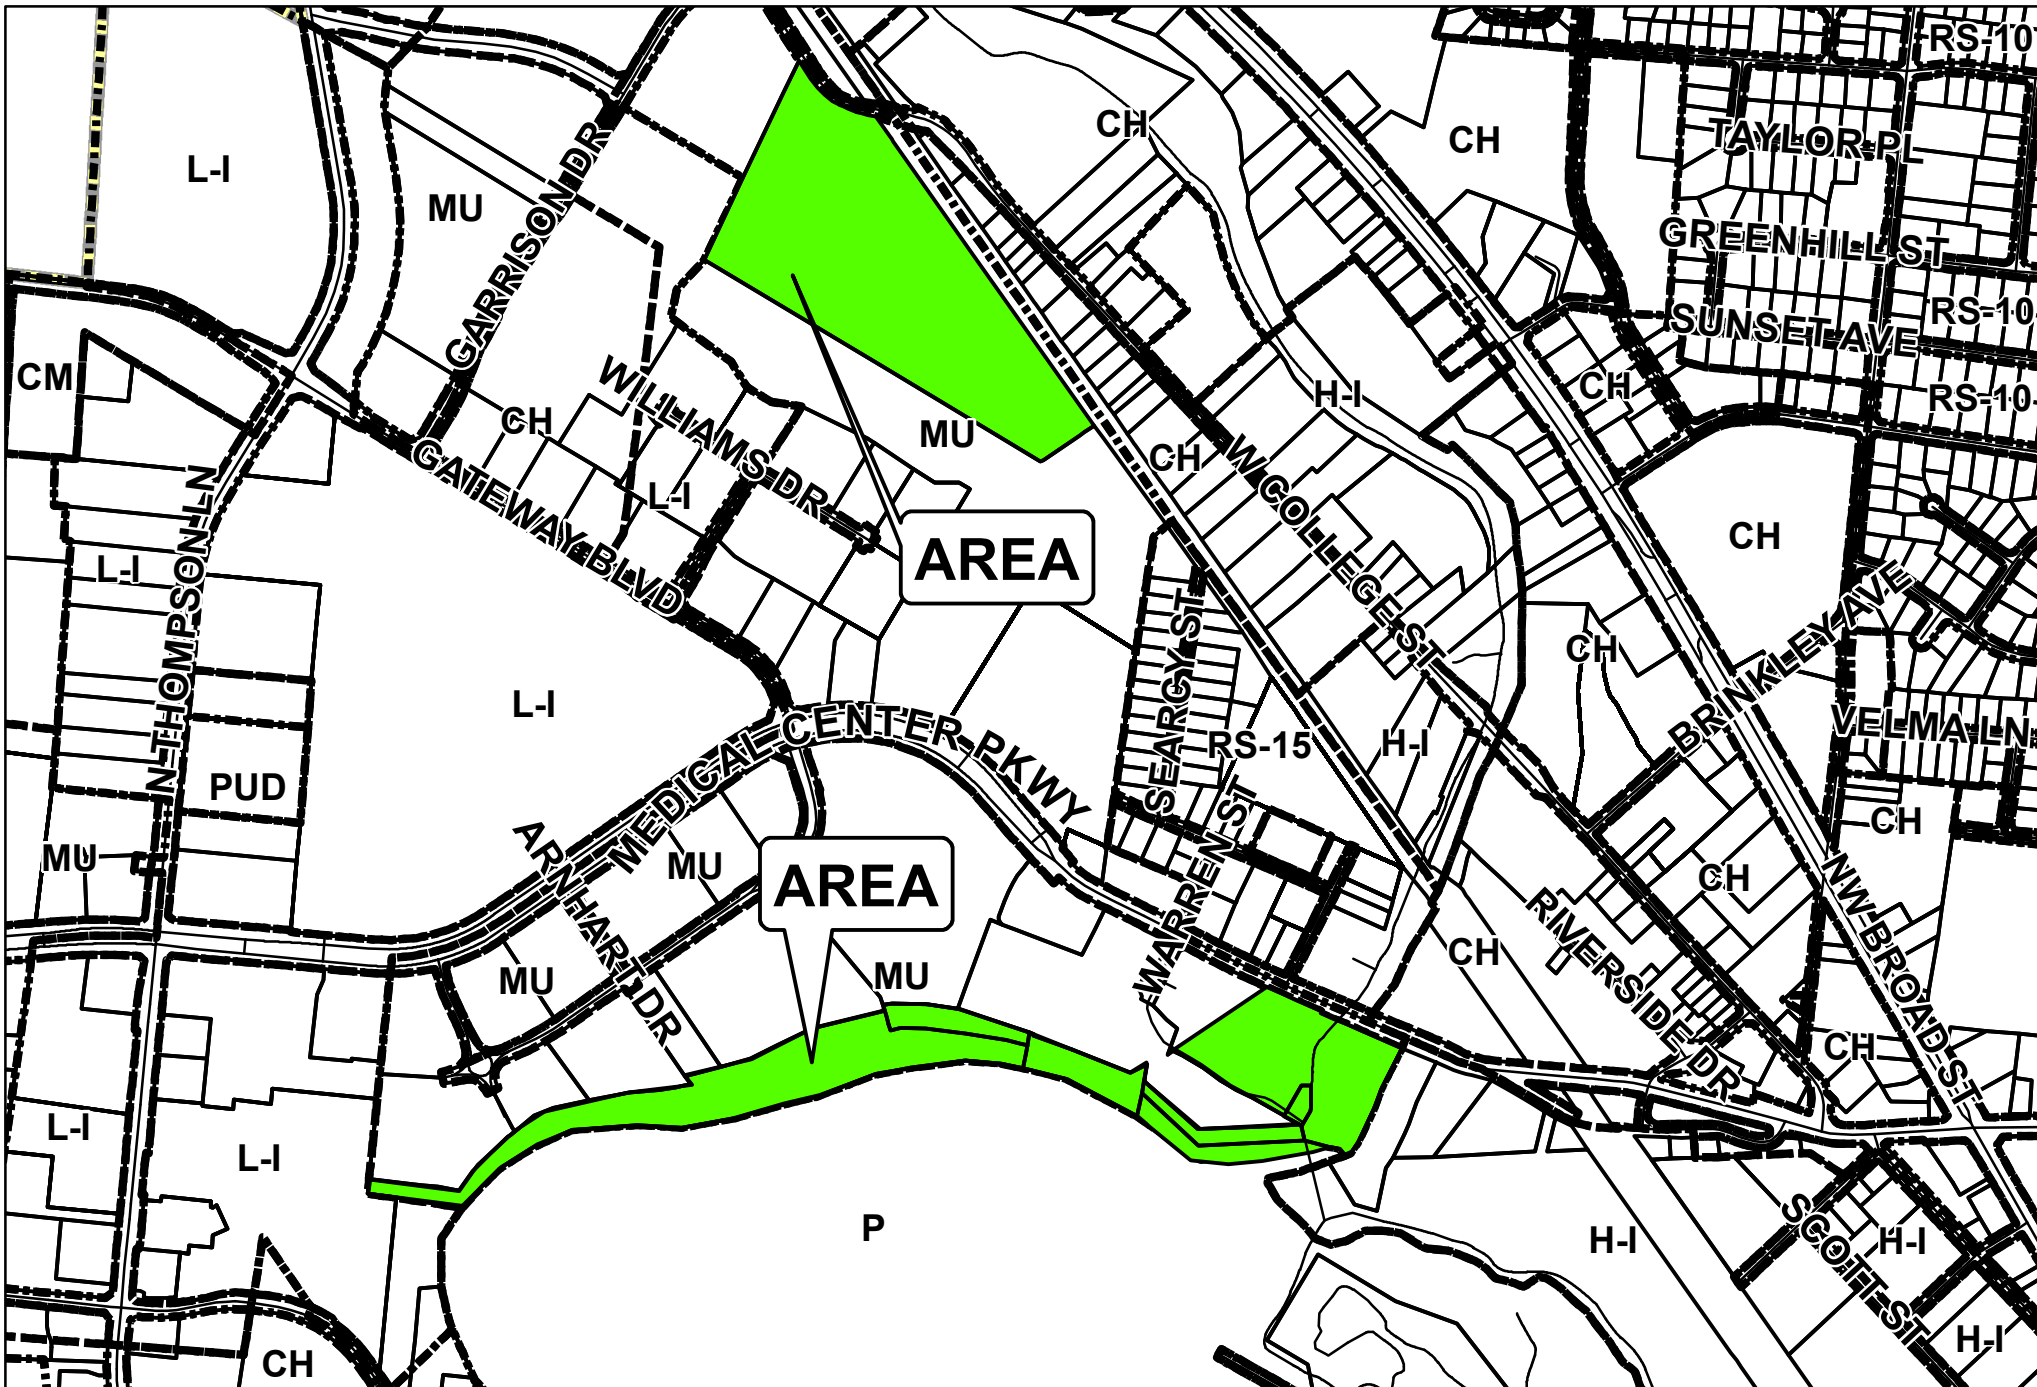 RS-10
CH
CH
TAYLOR PL
L-I
MU
GARRISON DR
GREENHILL ST
RS-10
SUNSET AVE
CM
WILLIAMS DR
H-I
CH
RS-10
CH
MU
CH
W COLLEGE ST
GATEWAY BLVD
L-I
N THOMPSON LN
L-I
AREA
CH
SEARCY ST
CH
BRINKLEY AVE
L-I
MEDICAL CENTER PKWY
RS-15
H-I
VELMA LN
PUD
WARREN ST
CH
MU
ARNHART DR
MU
AREA
CH
NW BROAD ST
RIVERSIDE DR
MU
MU
CH
CH
L-I
L-I
P
H-I
SCOTT ST
H-I
H-I
CH